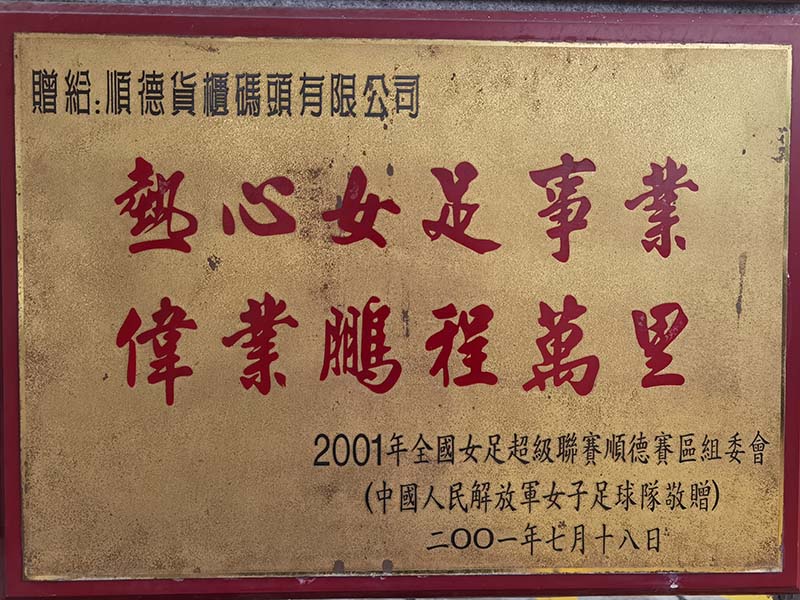 贈給:順德貨櫃碼頭有限公司
熱心女足事業
偉業鵬程萬里
2001年全國女足超級聯賽順德賽區組委會
(中國人民解放軍女子足球隊敬贈)
二OO一年七月十八日